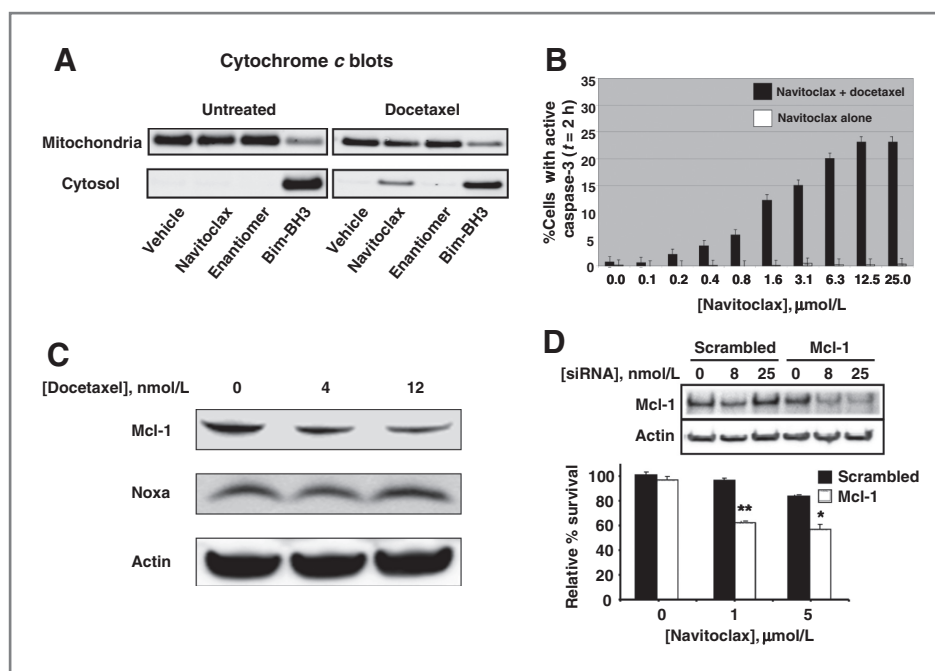 A
Cytochrome c blots
Untreated
Docetaxel
Mitochondria
Cytosol
Vehicle
Navitoclax
Enantiomer
Bim-BH3
Vehicle
Navitoclax
Enantiomer
Bim-BH3
B
%Cells with active
caspase-3 (t = 2 h)
35
30
25
20
15
10
5
0
Navitoclax + docetaxel
Navitoclax alone
0.0 0.1 0.2 0.4 0.8 1.6 3.1 6.3 12.5 25.0
[Navitoclax], μmol/L
C
[Docetaxel], nmol/L 0 4 12
Mcl-1
Noxa
Actin
D
Scrambled Mcl-1
[siRNA], nmol/L 0 8 25 0 8 25
Mcl-1
Actin
Relative % survival
100
80
60
40
20
0
Scrambled
Mcl-1
**
*
0 1 5
[Navitoclax], μmol/L